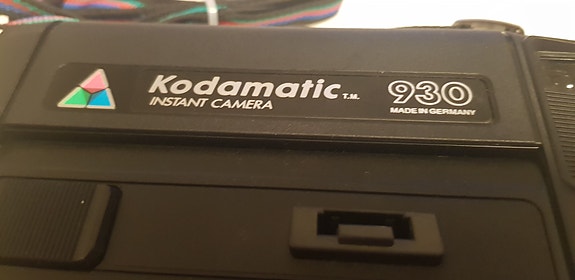 Kodamatic T.M.
INSTANT CAMERA
930
MADE IN GERMANY